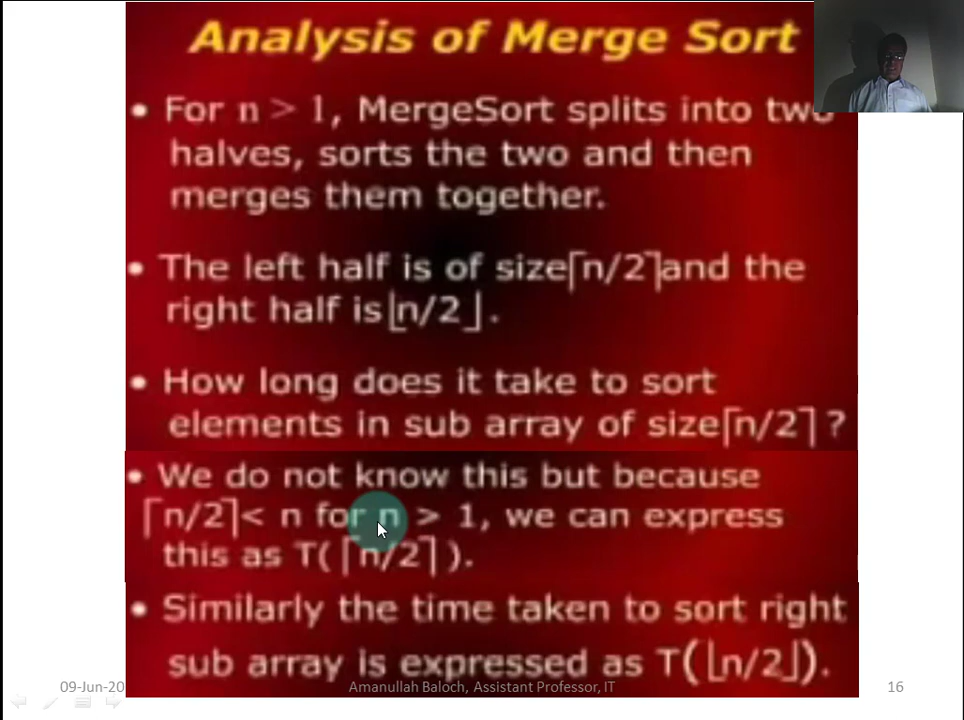 Analysis of Merge Sort
• For n > 1, MergeSort splits into two
halves, sorts the two and then
merges them together.
• The left half is of size⌈n/2⌉and the
right half is⌊n/2⌋.
• How long does it take to sort
elements in sub array of size⌈n/2⌉?
• We do not know this but because
⌈n/2⌉< n for n > 1, we can express
this as T(⌈n/2⌉).
• Similarly the time taken to sort right
sub array is expressed as T(⌊n/2⌋).
09-Jun-20
Amanullah Baloch, Assistant Professor, IT
16